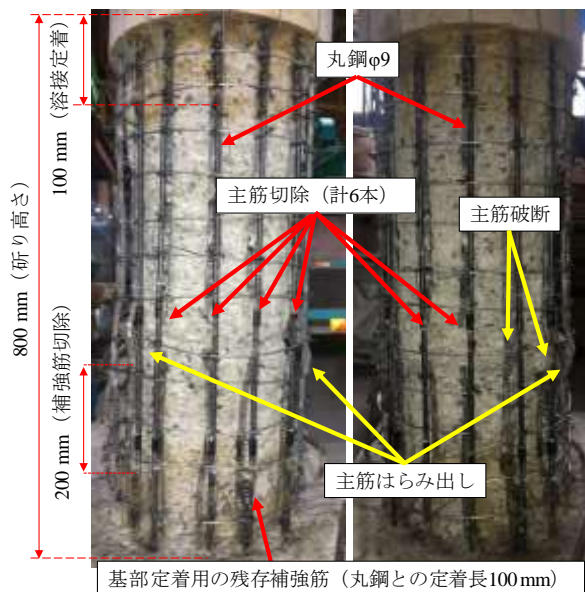 丸鋼φ9
主筋切除（計6本）
主筋破断
主筋はらみ出し
基部定着用の残存補強筋（丸鋼との定着長100 mm）
800 mm（斫り高さ）
100 mm（溶接定着）
200 mm（補強筋切除）